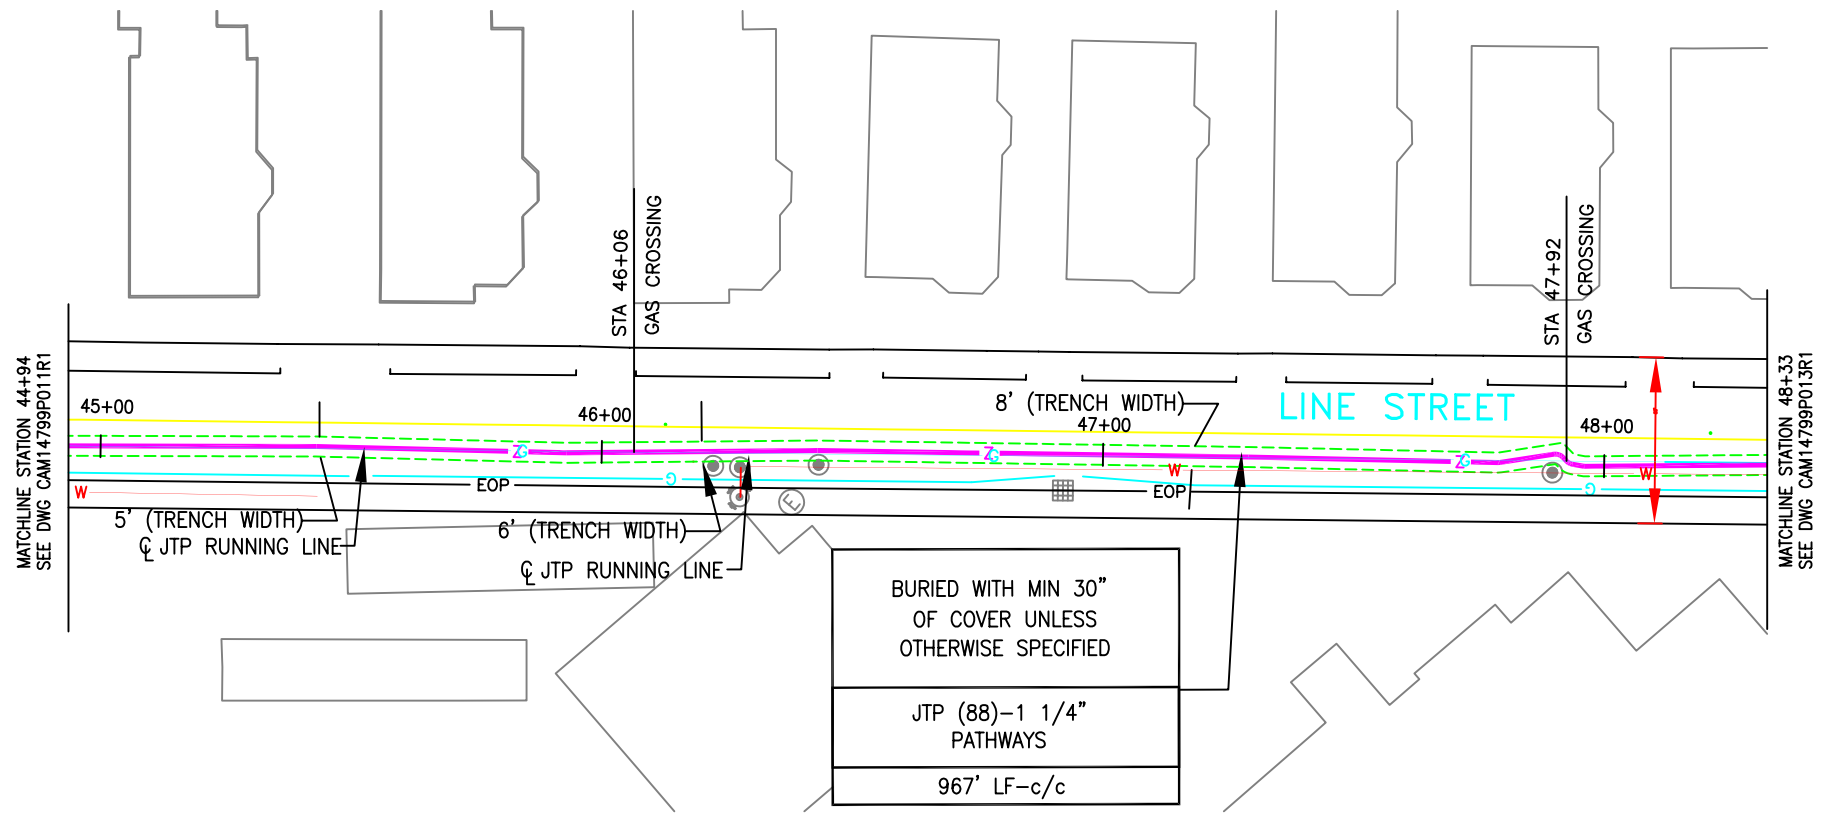 MATCHLINE STATION 44+94
SEE DWG CAM14799P011R1
45+00
5' (TRENCH WIDTH)
℄ JTP RUNNING LINE
W
EOP
46+00
STA 46+06
GAS CROSSING
6' (TRENCH WIDTH)
℄ JTP RUNNING LINE
G
G
E
8' (TRENCH WIDTH)
47+00
G
W
EOP
LINE STREET
BURIED WITH MIN 30"
OF COVER UNLESS
OTHERWISE SPECIFIED
JTP (88)-1 1/4"
PATHWAYS
967' LF-c/c
STA 47+92
GAS CROSSING
48+00
G
G
W
MATCHLINE STATION 48+33
SEE DWG CAM14799P013R1